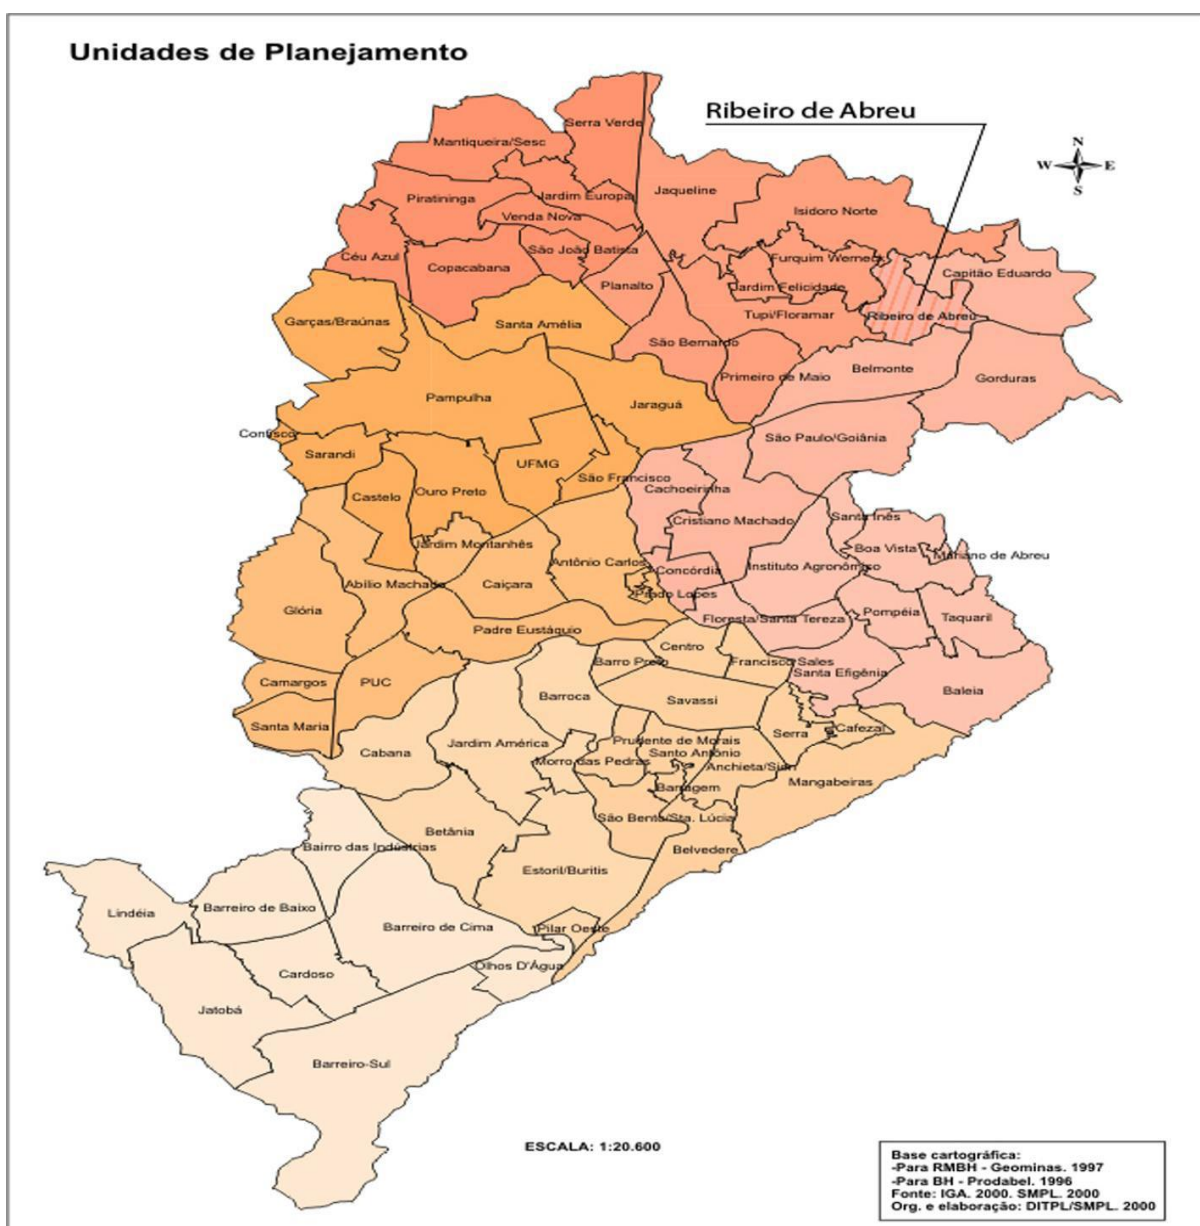 Unidades de Planejamento
Ribeiro de Abreu
N
W E
S
Serra Verde
Mantiqueira/Sesc
Jaqueline
Piratininga
Jardim Europa
Isidoro Norte
Venda Nova
São João Batista
Céu Azul
Copacabana
Furquim Werneck
Capitão Eduardo
Planalto
Jardim Felicidade
Garças/Braúnas
Santa Amélia
Tupi/Floramar
Ribeiro de Abreu
São Bernardo
Primeiro de Maio
Belmonte
Gorduras
Pampulha
Jaraguá
Confisco
São Paulo/Goiânia
Sarandi
UFMG
Castelo
Ouro Preto
São Francisco
Cachoeirinha
Cristiano Machado
Santa Inês
Jardim Montanhês
Boa Vista
Mariano de Abreu
Antônio Carlos
Concórdia
Instituto Agronômico
Abílio Machado
Caiçara
Prado Lopes
Glória
Floresta/Santa Tereza
Pompéia
Taquaril
Padre Eustáquio
Centro
Barro Preto
Francisco Sales
Santa Efigênia
Camargos
PUC
Barroca
Savassi
Baleia
Santa Maria
Serra
Cafezal
Cabana
Jardim América
Prudente de Morais
Santo Antônio
Morro das Pedras
Anchieta/Sion
Mangabeiras
Barragem
São Bento/Sta. Lúcia
Betânia
Belvedere
Bairro das Indústrias
Estoril/Buritis
Lindéia
Barreiro de Baixo
Barreiro de Cima
Pilar Oeste
Cardoso
Olhos D'Água
Jatobá
Barreiro-Sul
ESCALA: 1:20.600
Base cartográfica:
-Para RMBH - Geominas. 1997
-Para BH - Prodabel. 1996
Fonte: IGA. 2000. SMPL. 2000
Org. e elaboração: DITPL/SMPL. 2000